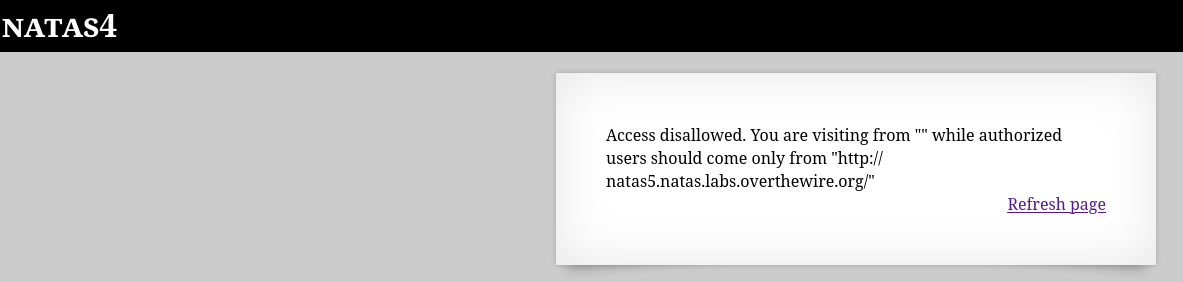 NATAS4
Access disallowed. You are visiting from "" while authorized
users should come only from "http://
natas5.natas.labs.overthewire.org/"
Refresh page